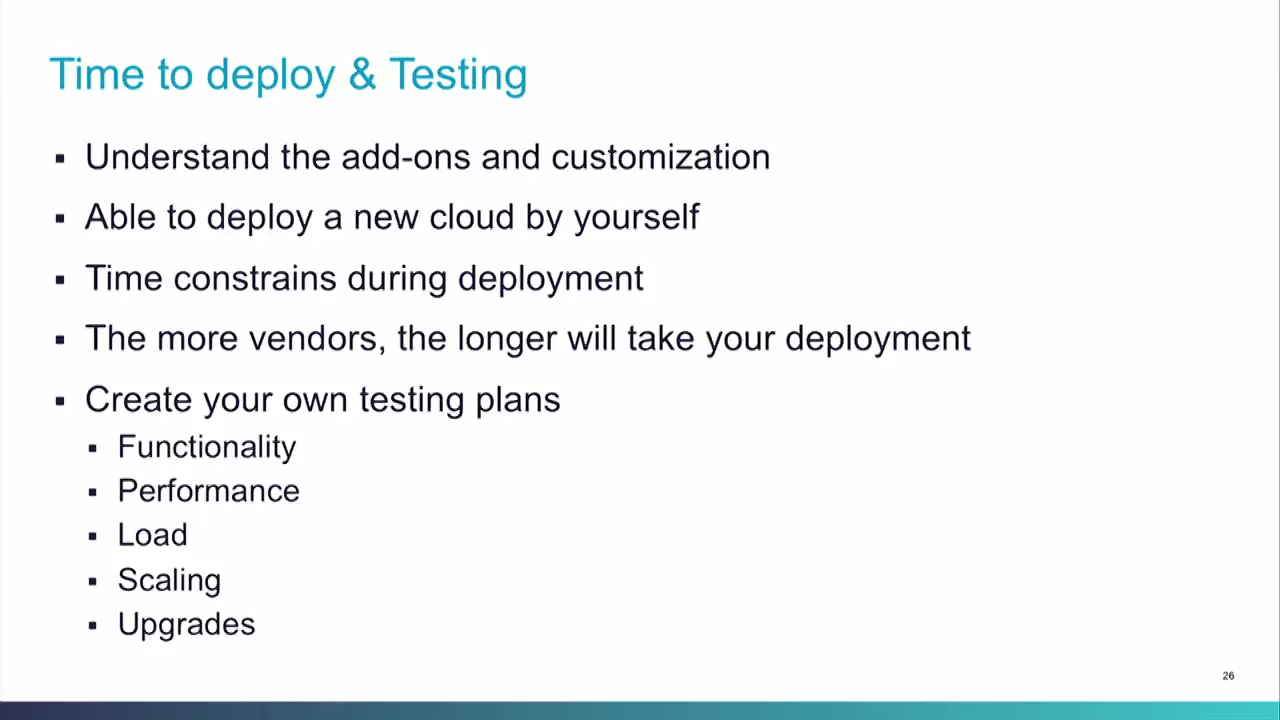 Time to deploy & Testing
▪ Understand the add-ons and customization
▪ Able to deploy a new cloud by yourself
▪ Time constrains during deployment
▪ The more vendors, the longer will take your deployment
▪ Create your own testing plans
▪ Functionality
▪ Performance
▪ Load
▪ Scaling
▪ Upgrades
26